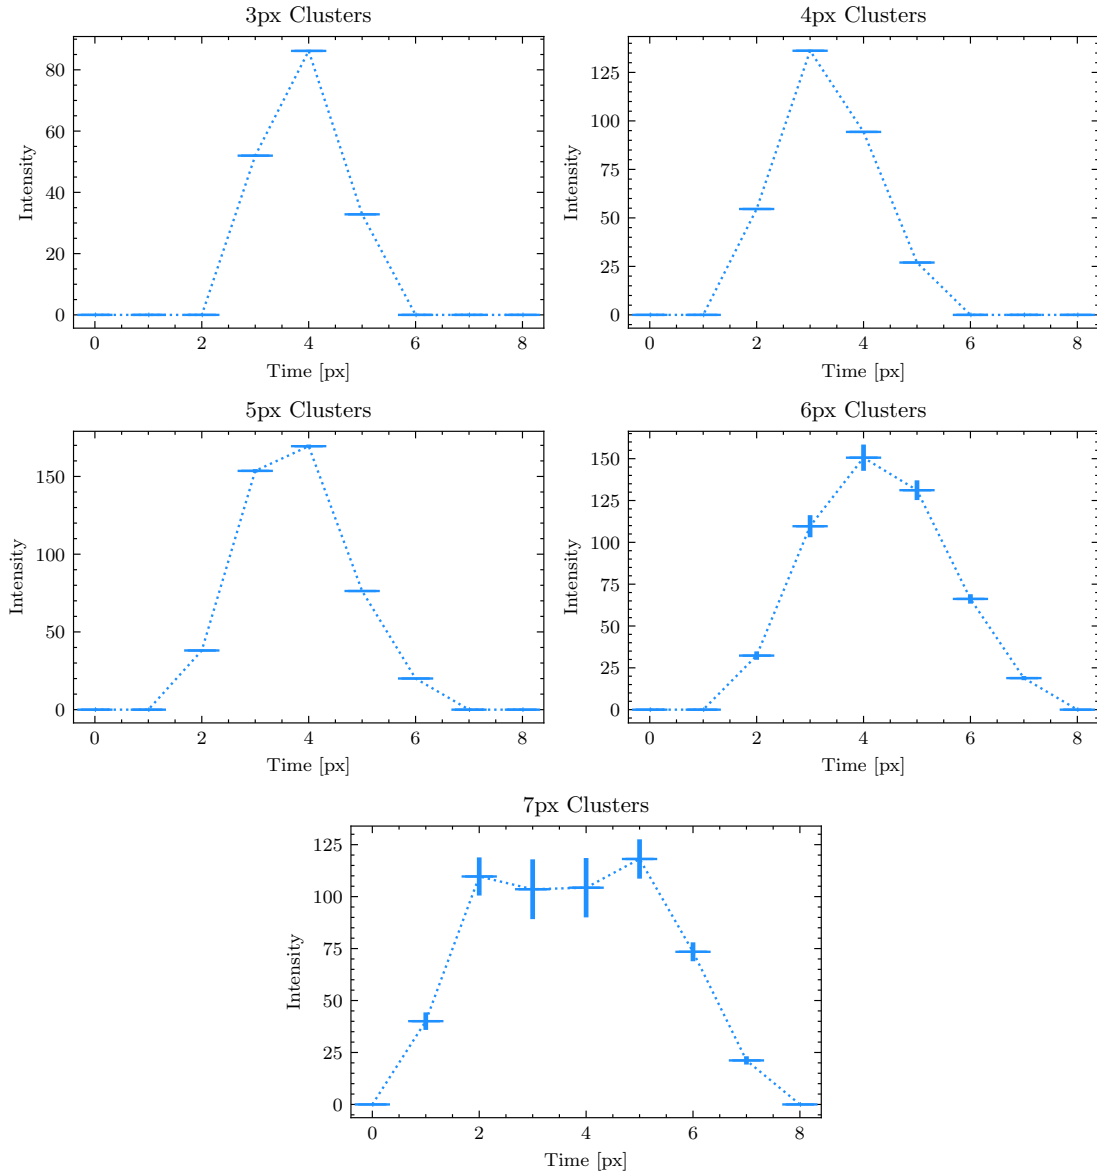 3px Clusters
80
60
40
20
0
Intensity
0 2 4 6 8
Time [px]
4px Clusters
125
100
75
50
25
0
Intensity
0 2 4 6 8
Time [px]
5px Clusters
150
100
50
0
Intensity
0 2 4 6 8
Time [px]
6px Clusters
150
125
100
75
50
25
0
Intensity
0 2 4 6 8
Time [px]
7px Clusters
125
100
75
50
25
0
Intensity
0 2 4 6 8
Time [px]